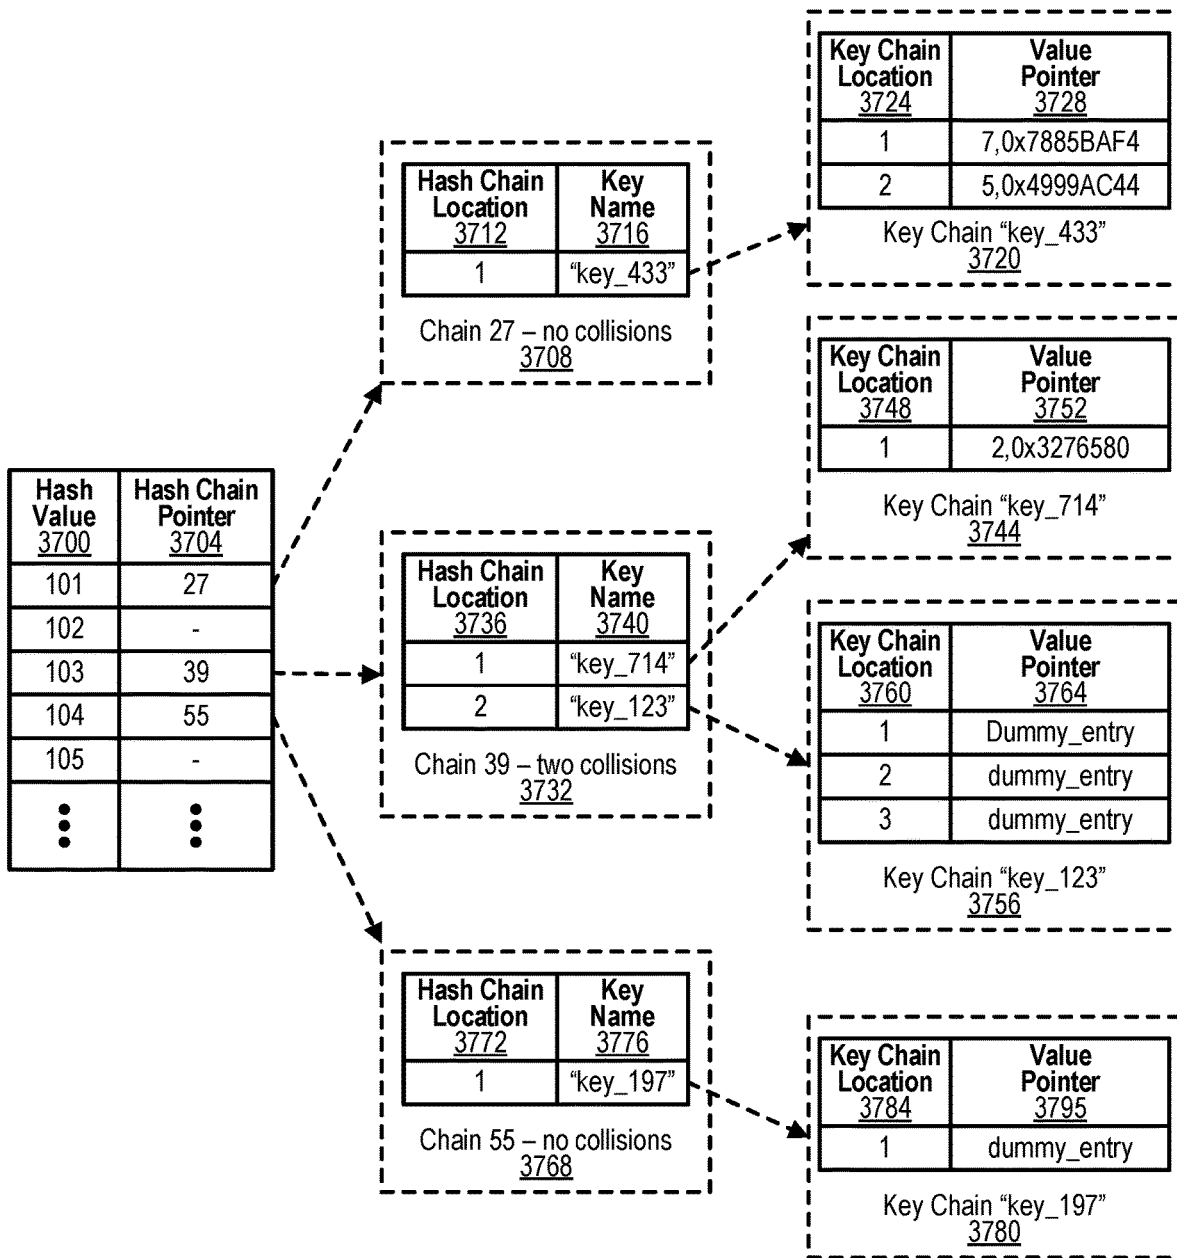 Hash Value 3700 Hash Chain Pointer 3704
101 27
102 -
103 39
104 55
105 -
Hash Chain Location 3712 Key Name 3716
1 “key_433”
Chain 27 – no collisions
3708
Hash Chain Location 3736 Key Name 3740
1 “key_714”
2 “key_123”
Chain 39 – two collisions
3732
Hash Chain Location 3772 Key Name 3776
1 “key_197”
Chain 55 – no collisions
3768
Key Chain Location 3724 Value Pointer 3728
1 7,0x7885BAF4
2 5,0x4999AC44
Key Chain “key_433”
3720
Key Chain Location 3748 Value Pointer 3752
1 2,0x3276580
Key Chain “key_714”
3744
Key Chain Location 3760 Value Pointer 3764
1 Dummy_entry
2 dummy_entry
3 dummy_entry
Key Chain “key_123”
3756
Key Chain Location 3784 Value Pointer 3795
1 dummy_entry
Key Chain “key_197”
3780